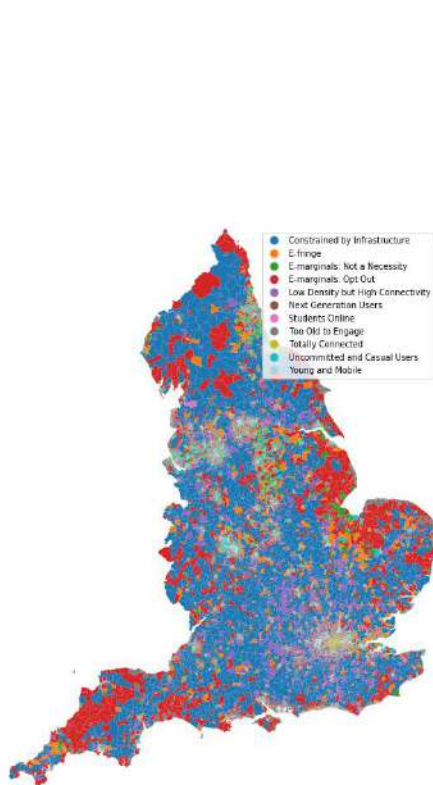 Constrained by Infrastructure
E-fringe
E-marginals: Not a Necessity
E-marginals: Opt Out
Low Density but High Connectivity
Next Generation Users
Students Online
Too Old to Engage
Totally Connected
Uncommitted and Casual Users
Young and Mobile